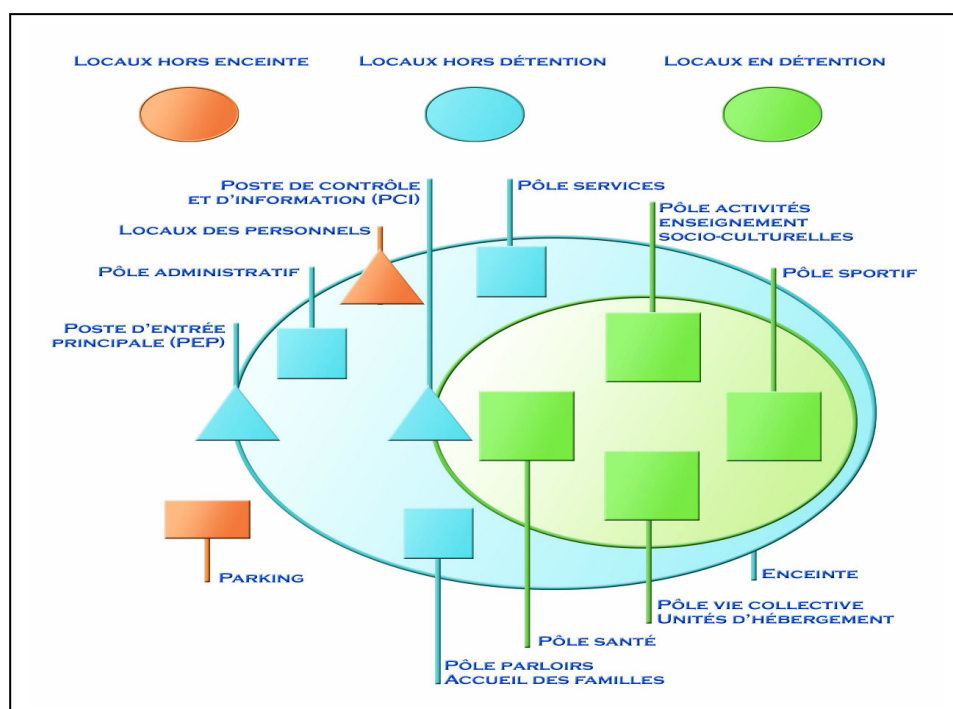 LOCAUX HORS ENCEINTE
LOCAUX HORS DÉTENTION
LOCAUX EN DÉTENTION
POSTE DE CONTRÔLE
ET D'INFORMATION (PCI)
PÔLE SERVICES
PÔLE ACTIVITÉS
ENSEIGNEMENT
SOCIO-CULTURELLES
LOCAUX DES PERSONNELS
PÔLE ADMINISTRATIF
PÔLE SPORTIF
POSTE D'ENTRÉE
PRINCIPALE (PEP)
PARKING
ENCEINTE
PÔLE VIE COLLECTIVE
UNITÉS D'HÉBERGEMENT
PÔLE SANTÉ
PÔLE PARLOIRS
ACCUEIL DES FAMILLES